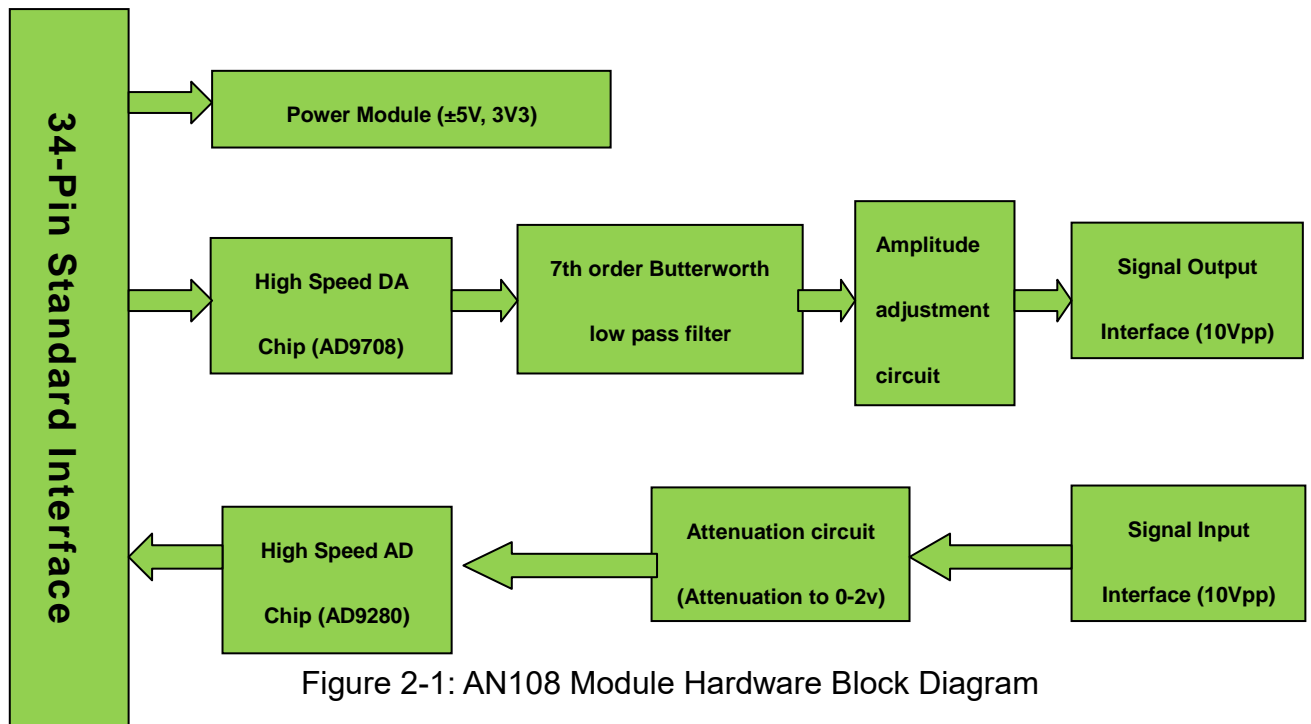 34-Pin Standard Interface
Power Module (±5V, 3V3)
High Speed DA
Chip (AD9708)
7th order Butterworth
low pass filter
Amplitude
adjustment
circuit
Signal Output
Interface (10Vpp)
High Speed AD
Chip (AD9280)
Attenuation circuit
(Attenuation to 0-2v)
Signal Input
Interface (10Vpp)
Figure 2-1: AN108 Module Hardware Block Diagram